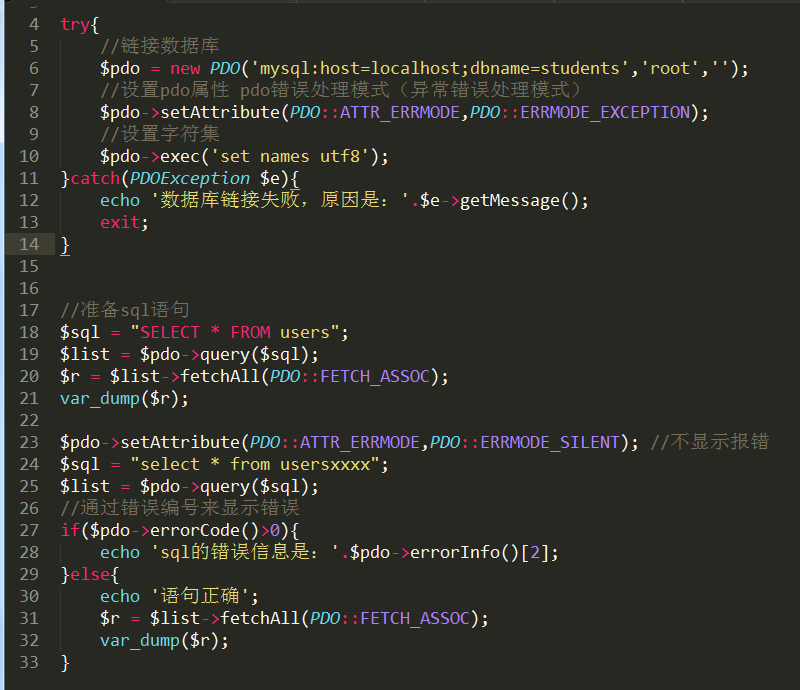 4 try{
5 //链接数据库
6 $pdo = new PDO('mysql:host=localhost;dbname=students','root','');
7 //设置pdo属性 pdo错误处理模式（异常错误处理模式）
8 $pdo->setAttribute(PDO::ATTR_ERRMODE,PDO::ERRMODE_EXCEPTION);
9 //设置字符集
10 $pdo->exec('set names utf8');
11 }catch(PDOException $e){
12 echo '数据库链接失败，原因是：'.$e->getMessage();
13 exit;
14 }
15
16
17 //准备sql语句
18 $sql = "SELECT * FROM users";
19 $list = $pdo->query($sql);
20 $r = $list->fetchAll(PDO::FETCH_ASSOC);
21 var_dump($r);
22
23 $pdo->setAttribute(PDO::ATTR_ERRMODE,PDO::ERRMODE_SILENT); //不显示报错
24 $sql = "select * from usersxxxx";
25 $list = $pdo->query($sql);
26 //通过错误编号来显示错误
27 if($pdo->errorCode()>0){
28 echo 'sql的错误信息是：'.$pdo->errorInfo()[2];
29 }else{
30 echo '语句正确';
31 $r = $list->fetchAll(PDO::FETCH_ASSOC);
32 var_dump($r);
33 }